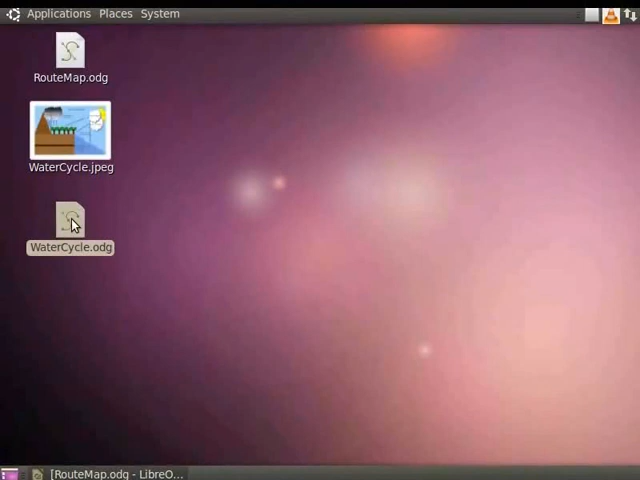 Applications Places System
RouteMap.odg
WaterCycle.jpeg
WaterCycle.odg
[RouteMap.odg - LibreO...